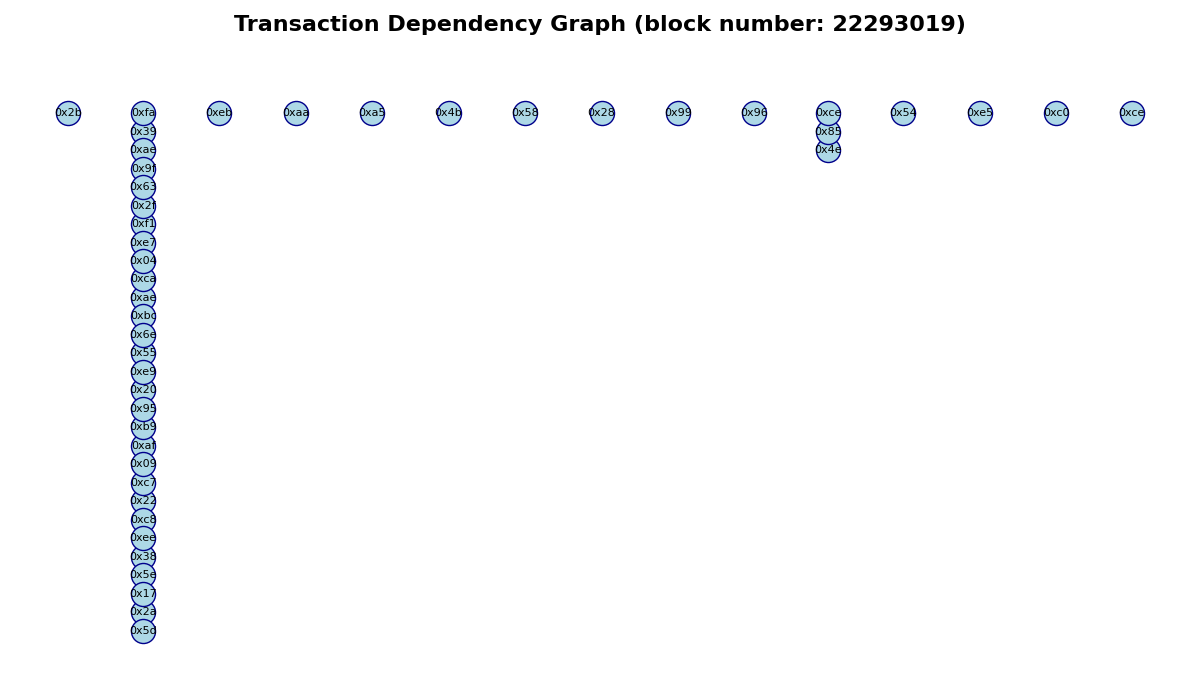 Transaction Dependency Graph (block number: 22293019)
0x2b 0xfa 0xeb 0xaa 0xa5 0x4b 0x58 0x28 0x99 0x96 0xce 0x54 0xe5 0xc0 0xce
0x39 0x85
0xae 0x4e
0x9f
0x63
0x2f
0xf1
0xe7
0x04
0xca
0xae
0xbc
0x6e
0x55
0xe9
0x20
0x95
0xb9
0xaf
0x09
0xc7
0x22
0xc8
0xee
0x38
0x5e
0x17
0x2a
0x5d